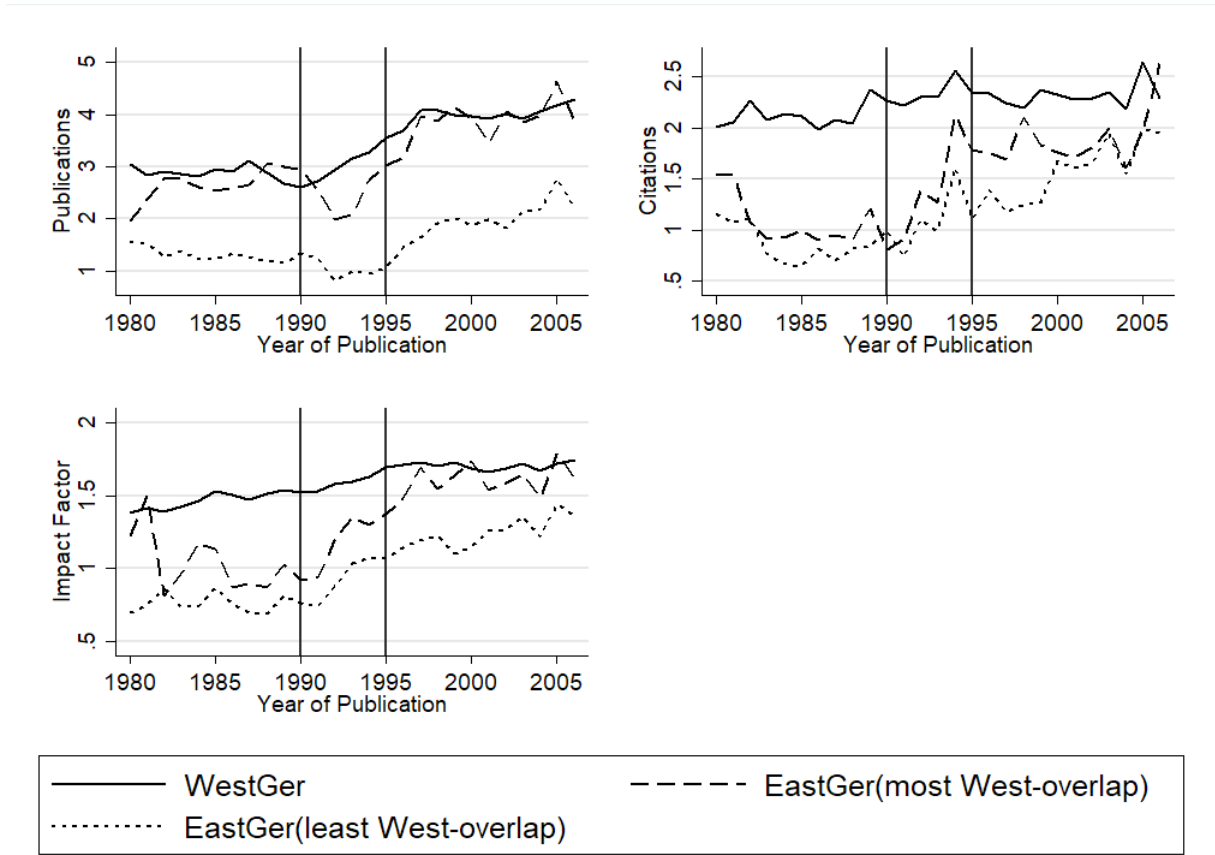 Publications
5
4
3
2
1
1980 1985 1990 1995 2000 2005
Year of Publication
Citations
2.5
2
1.5
1
.5
1980 1985 1990 1995 2000 2005
Year of Publication
Impact Factor
2
1.5
1
.5
1980 1985 1990 1995 2000 2005
Year of Publication
WestGer
EastGer(most West-overlap)
EastGer(least West-overlap)